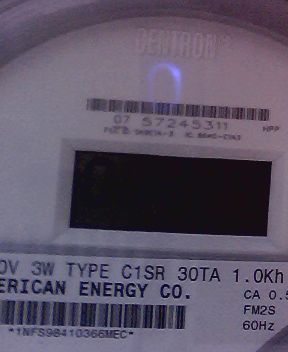 CENTRON®
07 57245311
HPP
0V 3W TYPE C1SR 30TA 1.0Kh
ERICAN ENERGY CO.
CA 0.5
FM2S
60Hz
*1NFS98410366MEC*